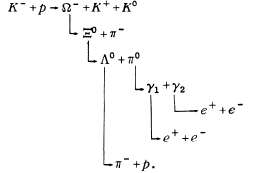 K⁻ + p → Ω⁻ + K⁺ + K⁰
Ξ⁰ + π⁻
Λ⁰ + π⁰
γ₁ + γ₂
e⁺ + e⁻
e⁺ + e⁻
π⁻ + p.